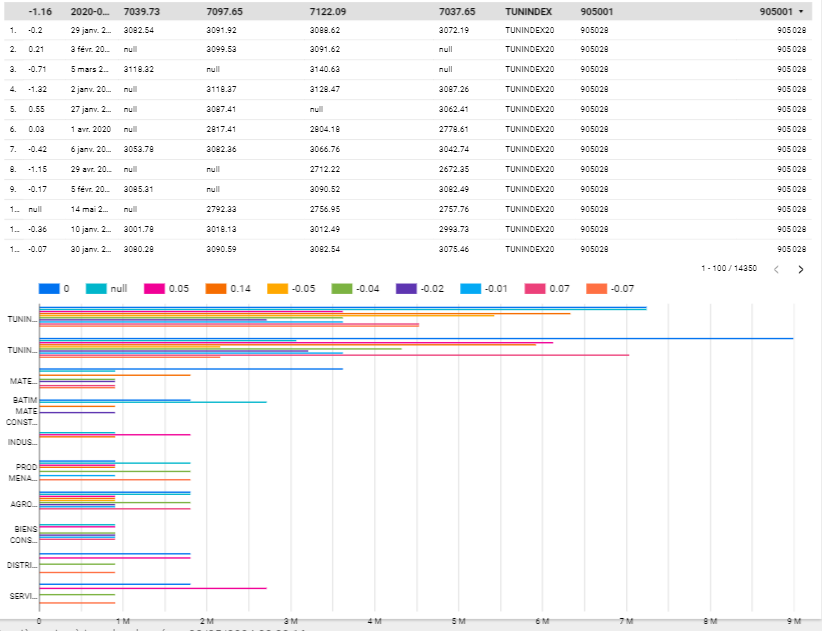 -1.16 2020-0... 7039.73 7097.65 7122.09 7037.65 TUNINDEX 905001 905001
1. -0.2 29 janv. 2... 3082.54 3091.92 3088.62 3072.19 TUNINDEX20 905028 905028
2. 0.21 3 févr. 20... null 3099.53 3091.62 null TUNINDEX20 905028 905028
3. -0.71 5 mars 2... 3118.32 null 3140.63 null TUNINDEX20 905028 905028
4. -1.32 2 janv. 20... null 3118.37 3128.47 3087.26 TUNINDEX20 905028 905028
5. 0.55 27 janv. 2... null 3087.41 null 3062.41 TUNINDEX20 905028 905028
6. 0.03 1 avr. 2020 null 2817.41 2804.18 2778.61 TUNINDEX20 905028 905028
7. -0.42 6 janv. 20... 3053.78 3082.36 3066.76 3042.74 TUNINDEX20 905028 905028
8. -1.15 29 avr. 20... null null 2712.22 2672.35 TUNINDEX20 905028 905028
9. -0.17 5 févr. 20... 3085.31 null 3090.52 3082.49 TUNINDEX20 905028 905028
1... null 14 mai 2... null 2792.33 2756.95 2757.76 TUNINDEX20 905028 905028
1... -0.36 10 janv. 2... 3001.78 3018.13 3012.49 2993.73 TUNINDEX20 905028 905028
1... -0.07 30 janv. 2... 3080.28 3090.59 3082.54 3075.46 TUNINDEX20 905028 905028
1 - 100 / 14350
0 null 0.05 0.14 -0.05 -0.04 -0.02 -0.01 0.07 -0.07
TUNIN...
TUNIN...
MATE...
BATIM
MATE
CONST...
INDUS...
PROD
MENA...
AGRO...
BIENS
CONS...
DISTRI...
SERVI...
0 1 M 2 M 3 M 4 M 5 M 6 M 7 M 8 M 9 M